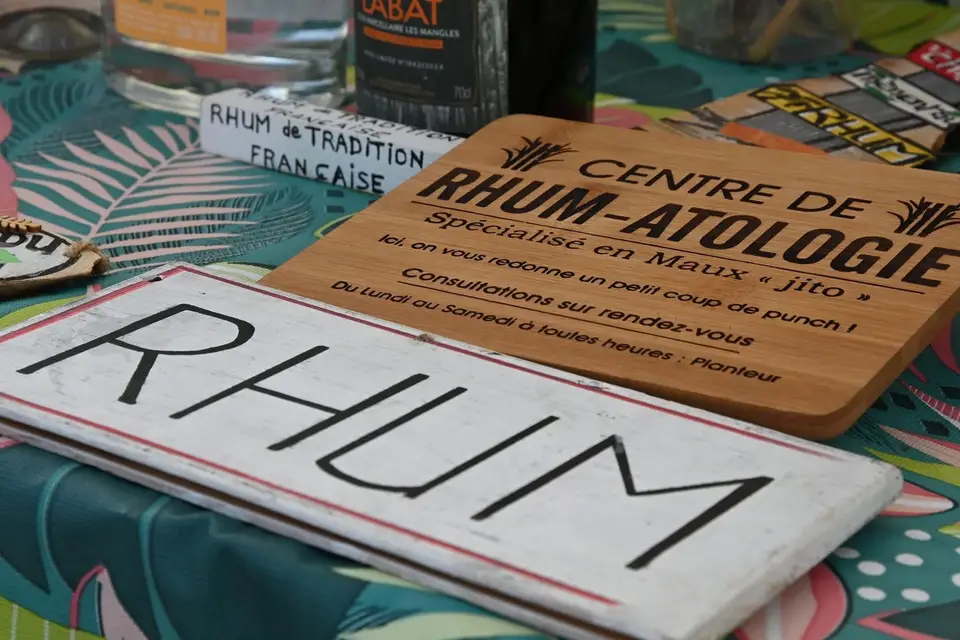 LABAT
RHUM de TRADITION
FRANÇAISE
CENTRE DE
RHUM-ATOLOGIE
Spécialisé en Maux « jito »
Ici, on vous redonne un petit coup de punch !
Consultations sur rendez-vous
Du Lundi au Samedi à toutes heures : Planteur
RHUM
70cl
RHUM